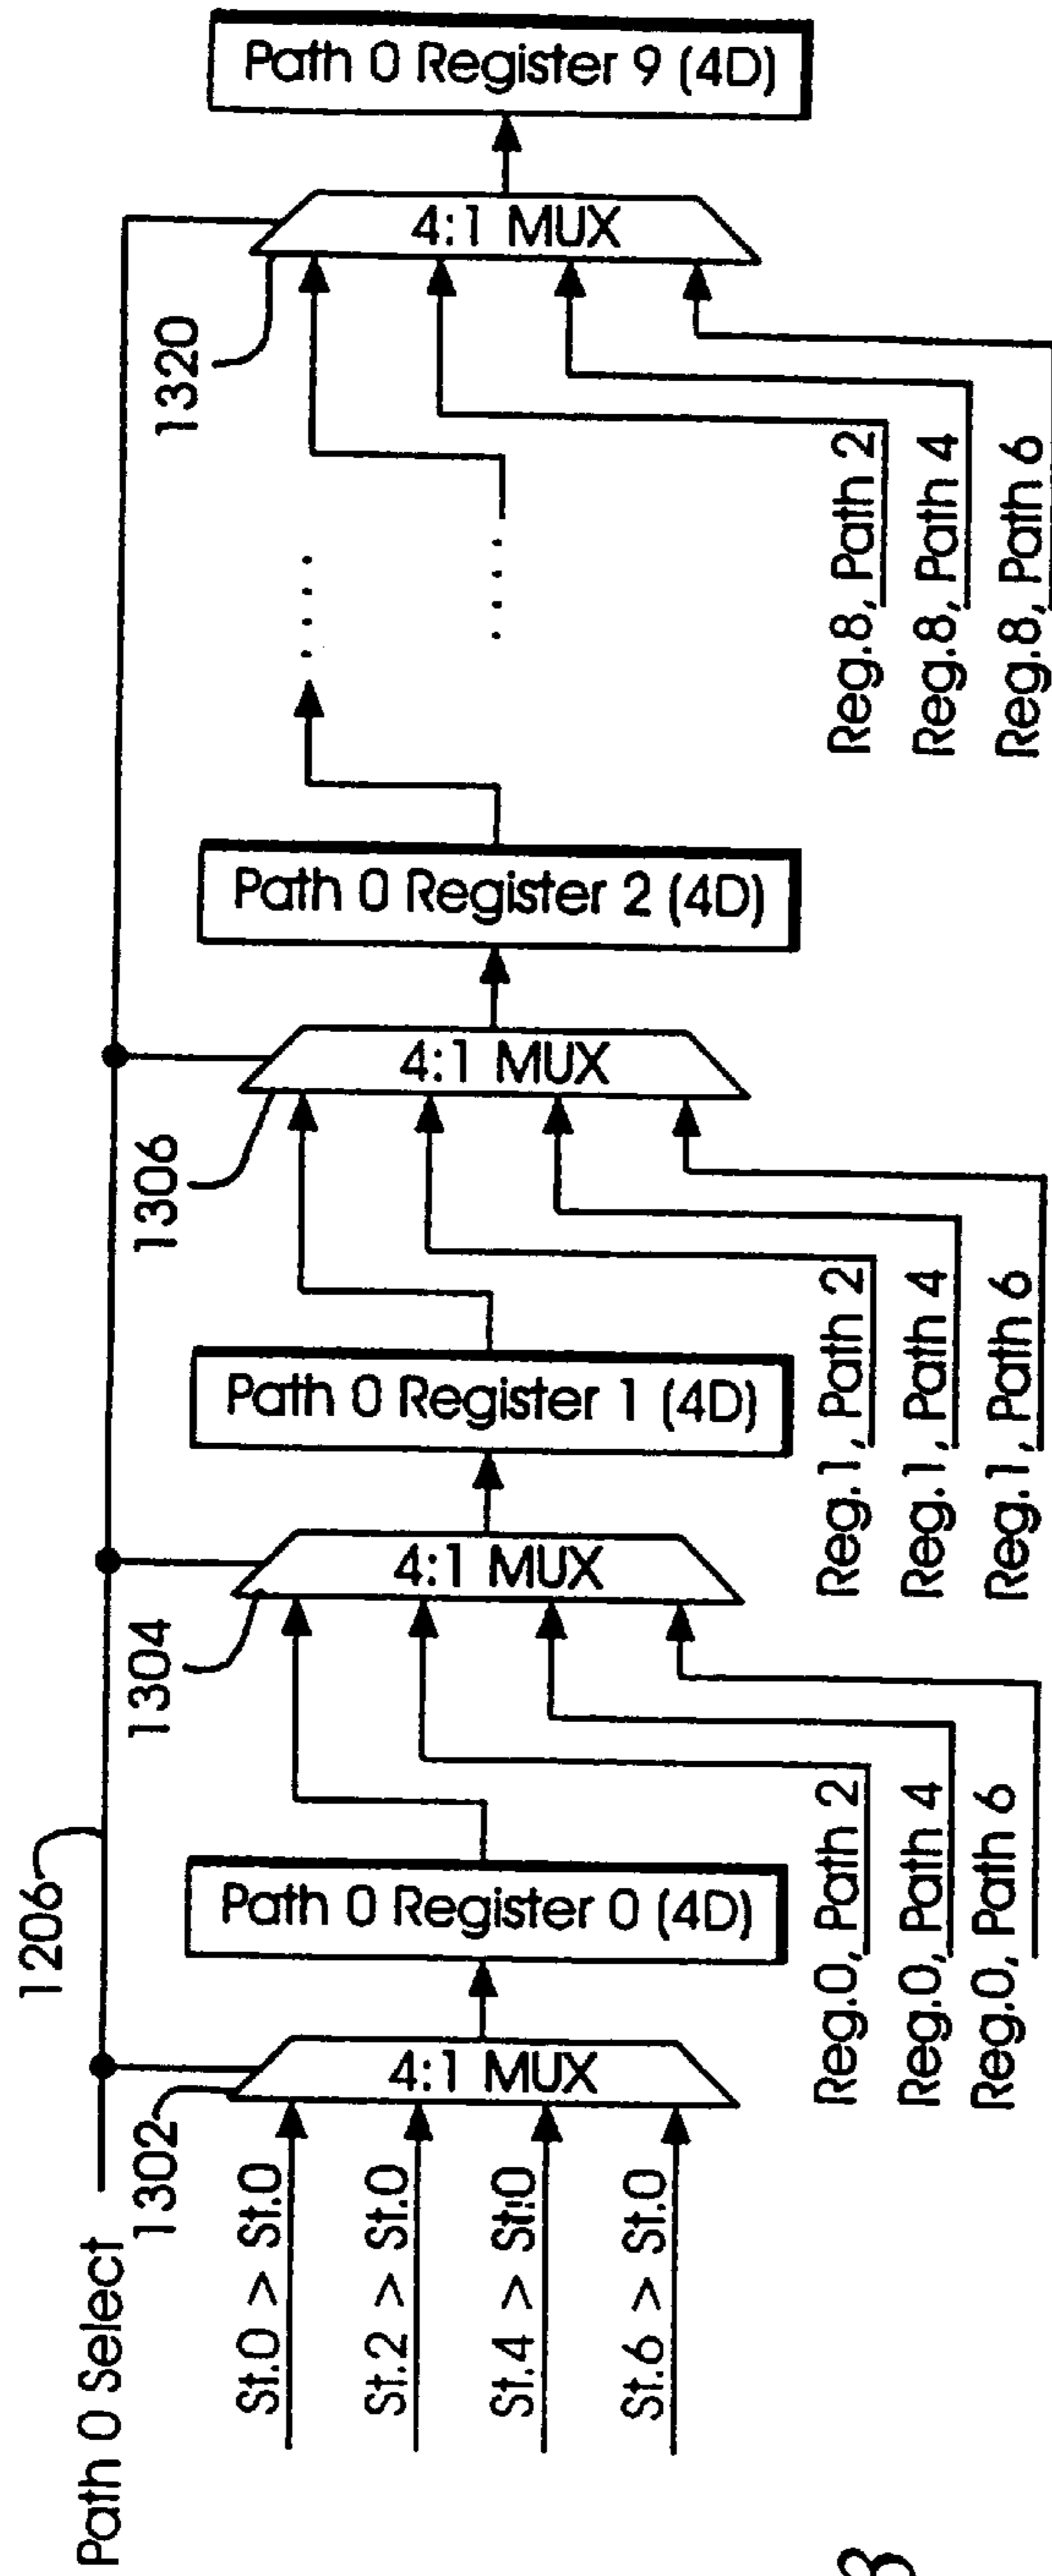 Path 0 Select
1206
1302
1304
1306
1320
St.0 > St.0
St.2 > St.0
St.4 > St.0
St.6 > St.0
4:1 MUX
Path 0 Register 0 (4D)
Reg.0, Path 2
Reg.0, Path 4
Reg.0, Path 6
4:1 MUX
Path 0 Register 1 (4D)
Reg.1, Path 2
Reg.1, Path 4
Reg.1, Path 6
4:1 MUX
Path 0 Register 2 (4D)
. . . .
. . . .
Reg.8, Path 2
Reg.8, Path 4
Reg.8, Path 6
4:1 MUX
Path 0 Register 9 (4D)
3